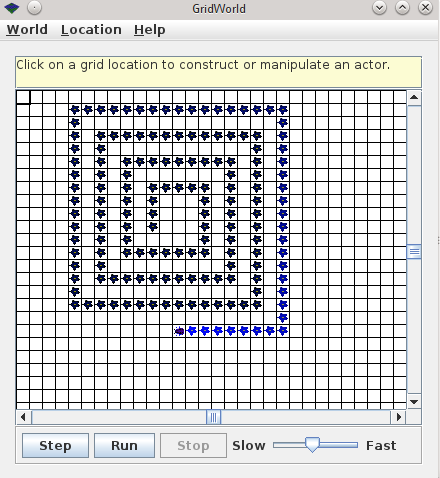 GridWorld
World Location Help
Click on a grid location to construct or manipulate an actor.
Step Run Stop Slow Fast